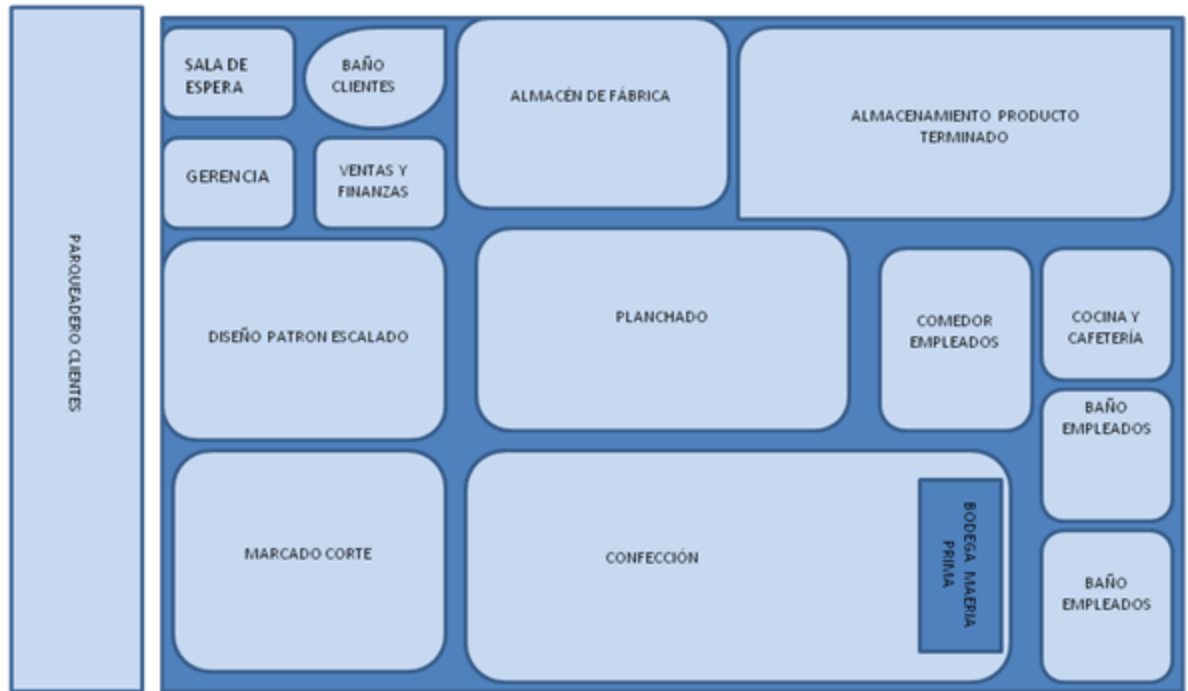 PARQUEADERO CLIENTES
SALA DE
ESPERA
BAÑO
CLIENTES
ALMACÉN DE FÁBRICA
ALMACENAMIENTO PRODUCTO
TERMINADO
GERENCIA
VENTAS Y
FINANZAS
DISEÑO PATRON ESCALADO
PLANCHADO
COMEDOR
EMPLEADOS
COCINA Y
CAFETERÍA
BAÑO
EMPLEADOS
MARCADO CORTE
CONFECCIÓN
BODEGA MAERIA
PRIMA
BAÑO
EMPLEADOS